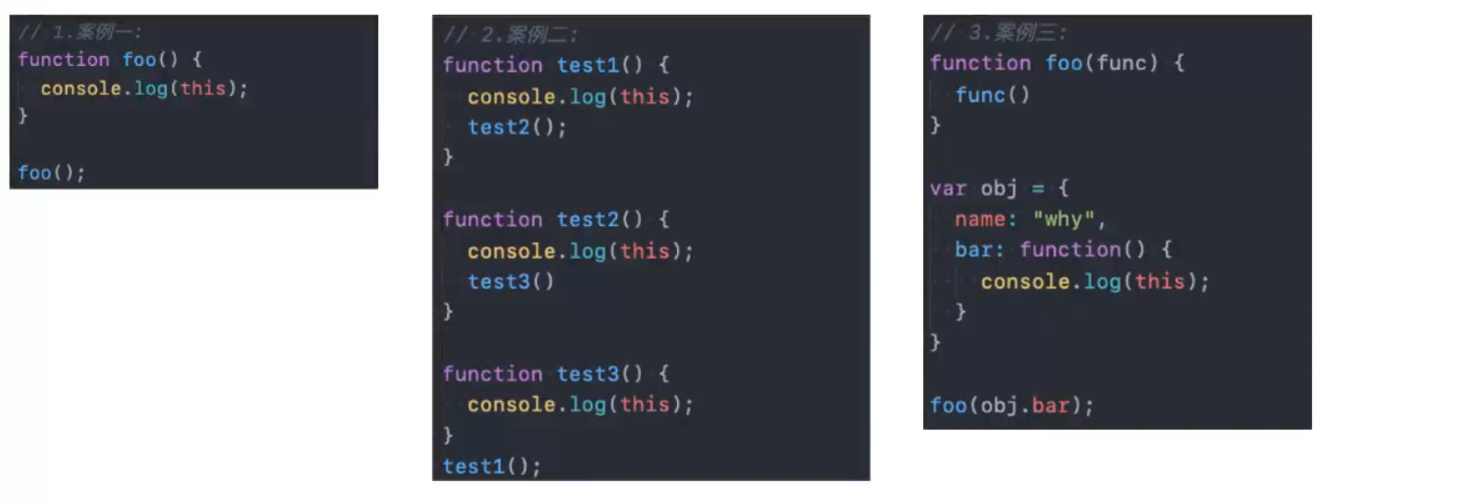 // 1.案例一:
function foo() {
  console.log(this);
}
foo();
// 2.案例二:
function test1() {
  console.log(this);
  test2();
}
function test2() {
  console.log(this);
  test3()
}
function test3() {
  console.log(this);
}
test1();
// 3.案例三:
function foo(func) {
  func()
}
var obj = {
  name: "why",
  bar: function() {
    console.log(this);
  }
}
foo(obj.bar);